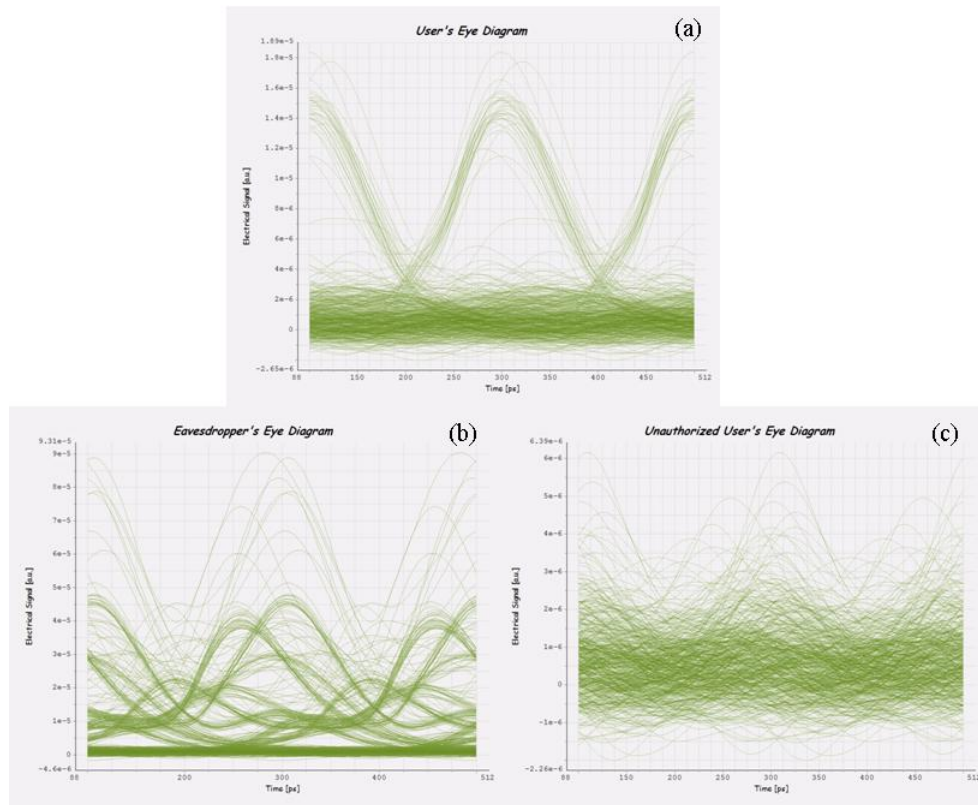 User's Eye Diagram
(a)
1.89e-5
1.8e-5
1.6e-5
1.4e-5
1.2e-5
1e-5
8e-6
6e-6
4e-6
2e-6
0
-2.65e-6
Electrical Signal [a.u.]
88 150 200 250 300 350 400 450 512
Time [ps]
Eavesdropper's Eye Diagram
(b)
9.31e-5
9e-5
8e-5
7e-5
6e-5
5e-5
4e-5
3e-5
2e-5
1e-5
0
-4.6e-6
Electrical Signal [a.u.]
88 200 300 400 512
Time [ps]
Unauthorized User's Eye Diagram
(c)
6.39e-6
6e-6
5e-6
4e-6
3e-6
2e-6
1e-6
0
-1e-6
-2.26e-6
Electrical Signal [a.u.]
88 150 200 250 300 350 400 450 512
Time [ps]